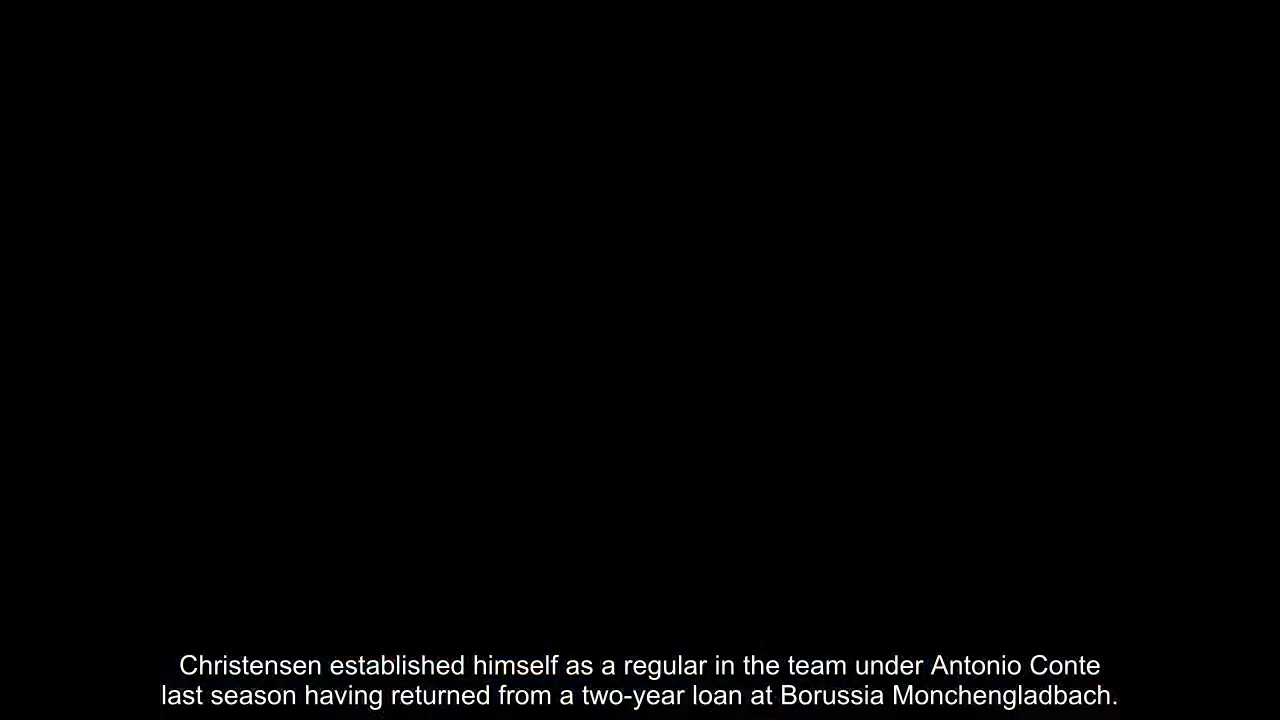 Christensen established himself as a regular in the team under Antonio Conte
last season having returned from a two-year loan at Borussia Monchengladbach.